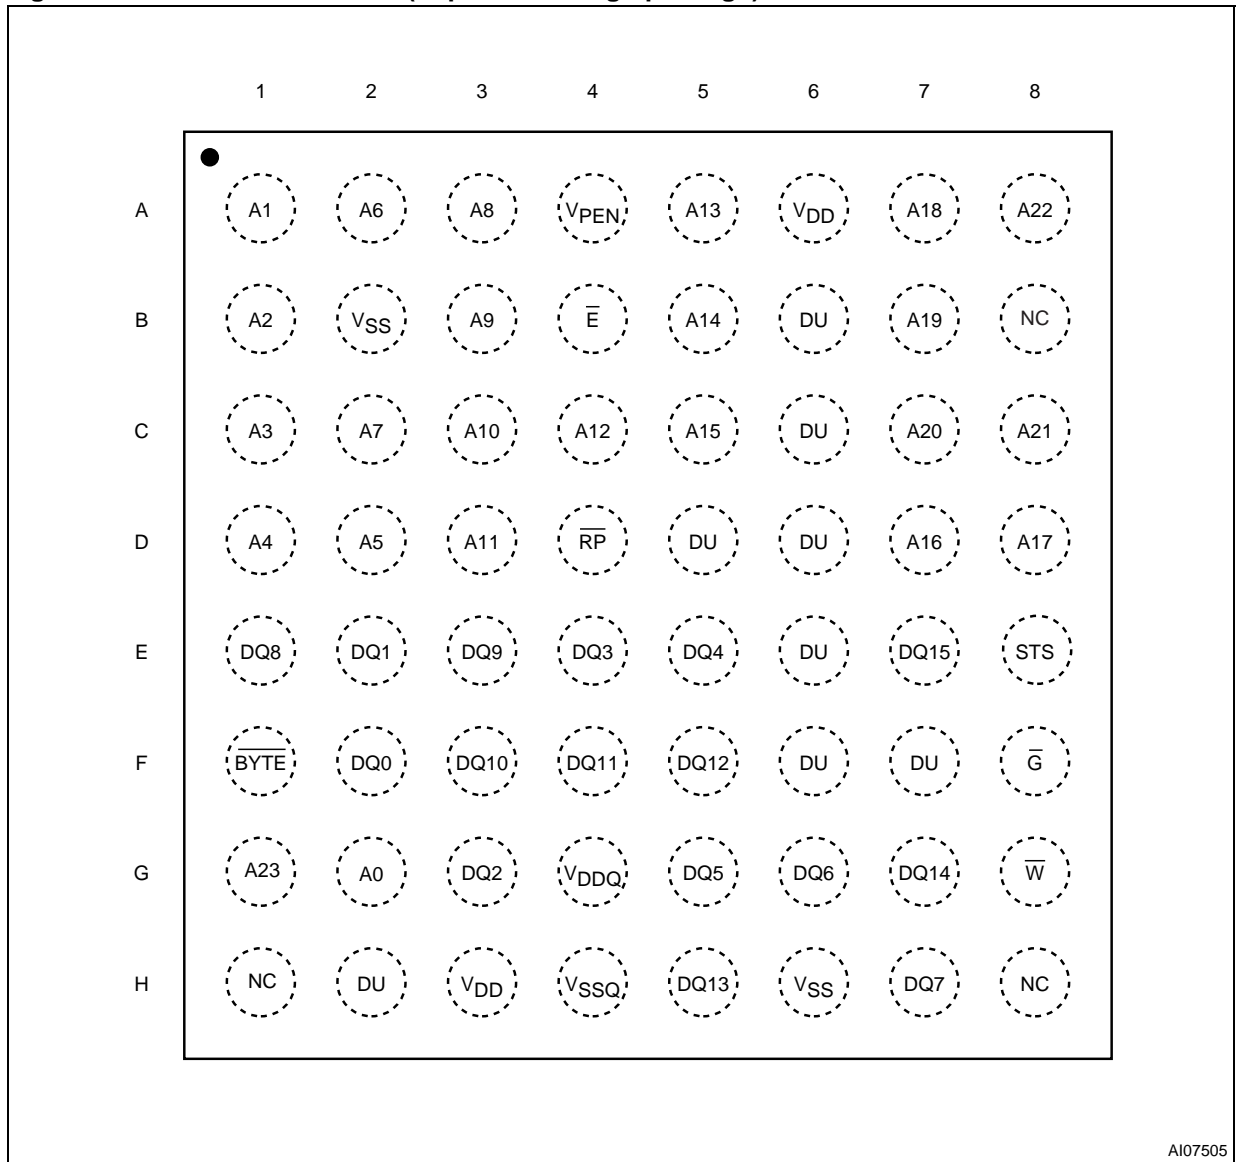 1 2 3 4 5 6 7 8
A A1 A6 A8 VPEN A13 VDD A18 A22
B A2 VSS A9 E̅ A14 DU A19 NC
C A3 A7 A10 A12 A15 DU A20 A21
D A4 A5 A11 R̅P̅ DU DU A16 A17
E DQ8 DQ1 DQ9 DQ3 DQ4 DU DQ15 STS
F B̅Y̅T̅E̅ DQ0 DQ10 DQ11 DQ12 DU DU G̅
G A23 A0 DQ2 VDDQ DQ5 DQ6 DQ14 W̅
H NC DU VDD VSSQ DQ13 VSS DQ7 NC
AI07505